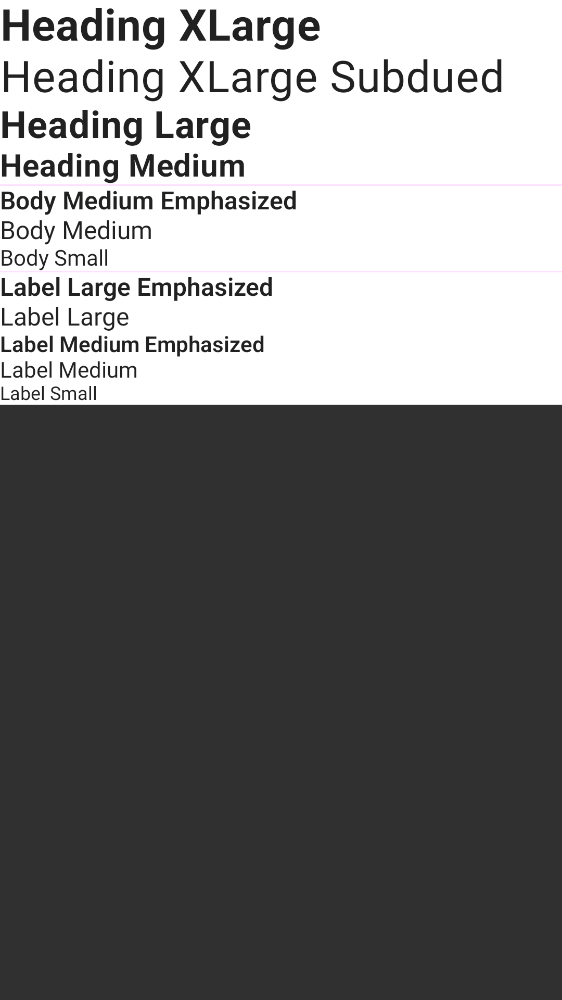 Heading XLarge
Heading XLarge Subdued
Heading Large
Heading Medium
Body Medium Emphasized
Body Medium
Body Small
Label Large Emphasized
Label Large
Label Medium Emphasized
Label Medium
Label Small